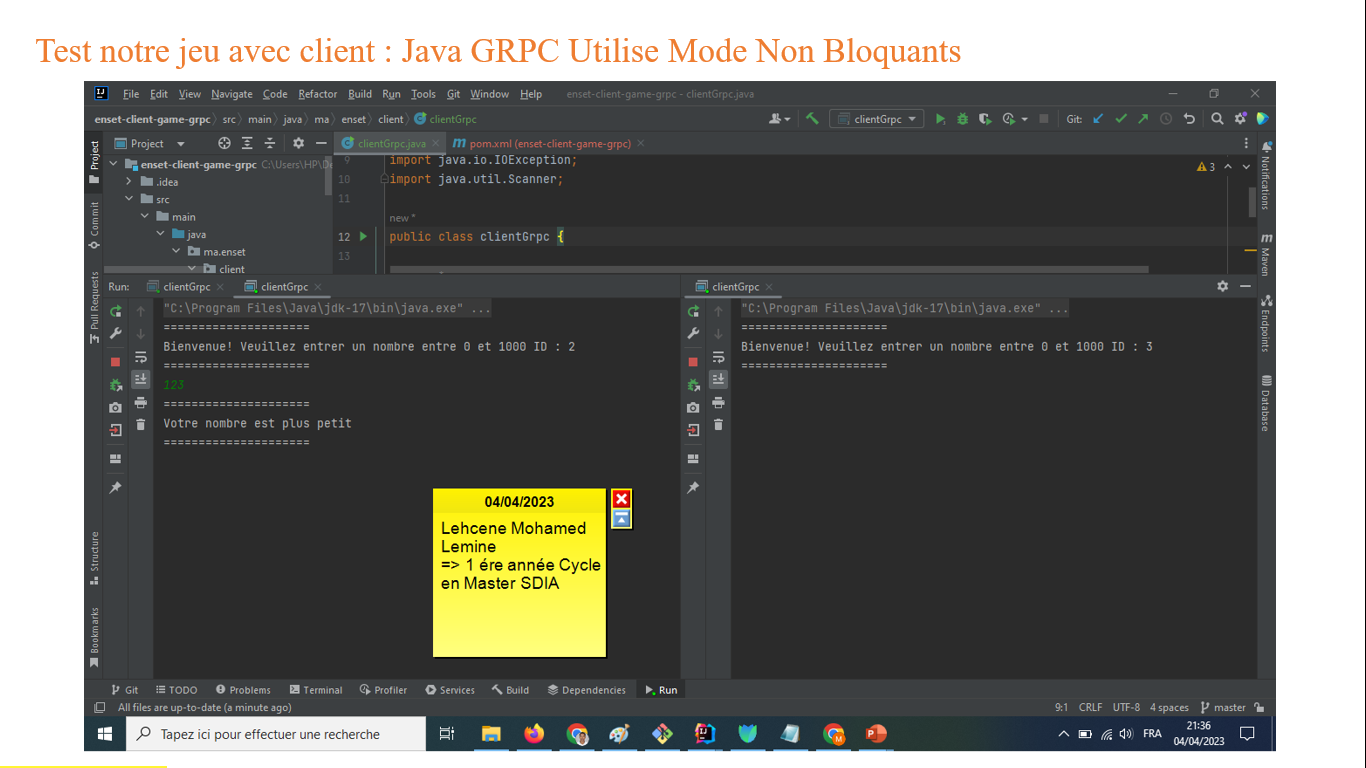 Test notre jeu avec client : Java GRPC Utilise Mode Non Bloquants
File Edit View Navigate Code Refactor Build Run Tools Git Window Help enset-client-game-grpc - clientGrpc.java
enset-client-game-grpc src main java ma enset client clientGrpc
clientGrpc Git:
Project
Project
clientGrpc.java
pom.xml (enset-client-game-grpc)
enset-client-game-grpc C:\Users\HP\De
.idea
src
main
java
ma.enset
client
9 import java.io.IOException;
10 import java.util.Scanner;
11
new *
12 public class clientGrpc {
13
3
Commit
Pull Requests
Structure
Bookmarks
Notifications
Maven
Endpoints
Database
Run: clientGrpc clientGrpc
"C:\Program Files\Java\jdk-17\bin\java.exe" ...
=====================
Bienvenue! Veuillez entrer un nombre entre 0 et 1000 ID : 2
=====================
123
=====================
Votre nombre est plus petit
=====================
clientGrpc
"C:\Program Files\Java\jdk-17\bin\java.exe" ...
=====================
Bienvenue! Veuillez entrer un nombre entre 0 et 1000 ID : 3
=====================
04/04/2023
Lehcene Mohamed
Lemine
=> 1 ére année Cycle
en Master SDIA
Git TODO Problems Terminal Profiler Services Build Dependencies Run
All files are up-to-date (a minute ago)
9:1 CRLF UTF-8 4 spaces master
Tapez ici pour effectuer une recherche
FRA
21:36
04/04/2023